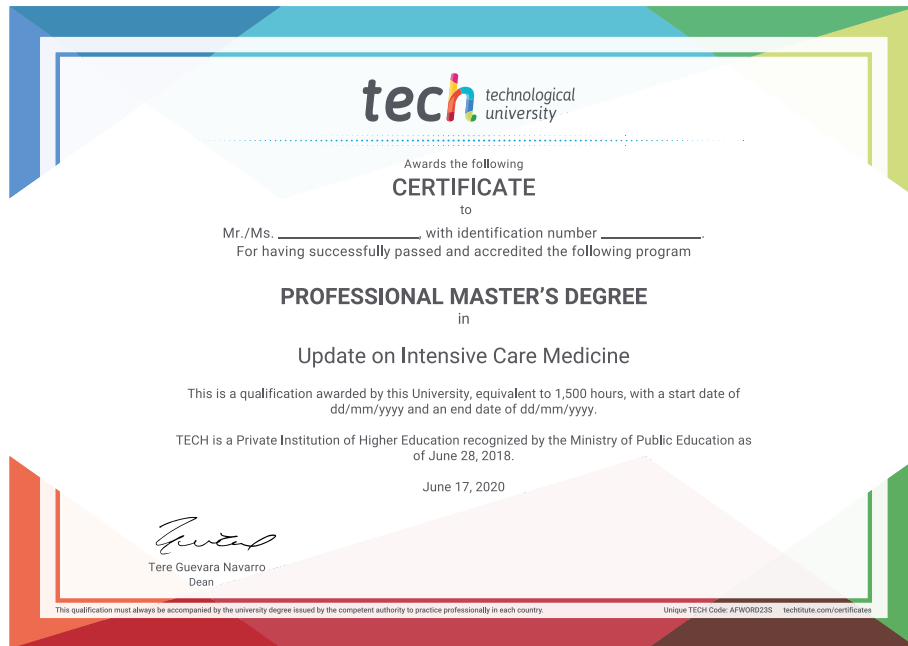 tech technological
university
Awards the following
CERTIFICATE
to
Mr./Ms. ____________________, with identification number ______________.
For having successfully passed and accredited the following program
PROFESSIONAL MASTER'S DEGREE
in
Update on Intensive Care Medicine
This is a qualification awarded by this University, equivalent to 1,500 hours, with a start date of
dd/mm/yyyy and an end date of dd/mm/yyyy.
TECH is a Private Institution of Higher Education recognized by the Ministry of Public Education as
of June 28, 2018.
June 17, 2020
Tere Guevara Navarro
Dean
This qualification must always be accompanied by the university degree issued by the competent authority to practice professionally in each country. Unique TECH Code: AFWORD23S techtitute.com/certificates